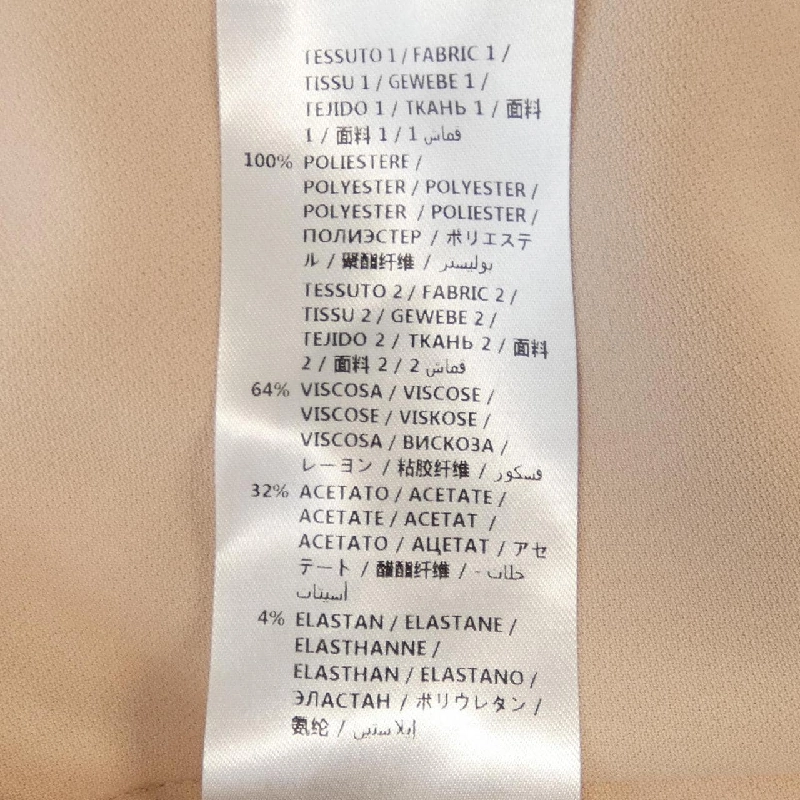 TESSUTO 1 / FABRIC 1 /
TISSU 1 / GEWEBE 1 /
TEJIDO 1 / ТКАНЬ 1 / 面料
1 / 面料 1 / 1 قماش
100% POLIESTERE /
POLYESTER / POLYESTER /
POLYESTER / POLIESTER /
ПОЛИЭСТЕР / ポリエステ
ル / 聚酯纤维 / بوليستر
TESSUTO 2 / FABRIC 2 /
TISSU 2 / GEWEBE 2 /
TEJIDO 2 / ТКАНЬ 2 / 面料
2 / 面料 2 / 2 قماش
64% VISCOSA / VISCOSE /
VISCOSE / VISKOSE /
VISCOSA / ВИСКОЗА /
レーヨン / 粘胶纤维 / فسكوز
32% ACETATO / ACETATE /
ACETATE / ACETAT /
ACETATO / АЦЕТАТ / アセ
テート / 醋酯纤维 / - خلات
أسيتات
4% ELASTAN / ELASTANE /
ELASTHANNE /
ELASTHAN / ELASTANO /
ЭЛАСТАН / ポリウレタン /
氨纶 / إيلاستين